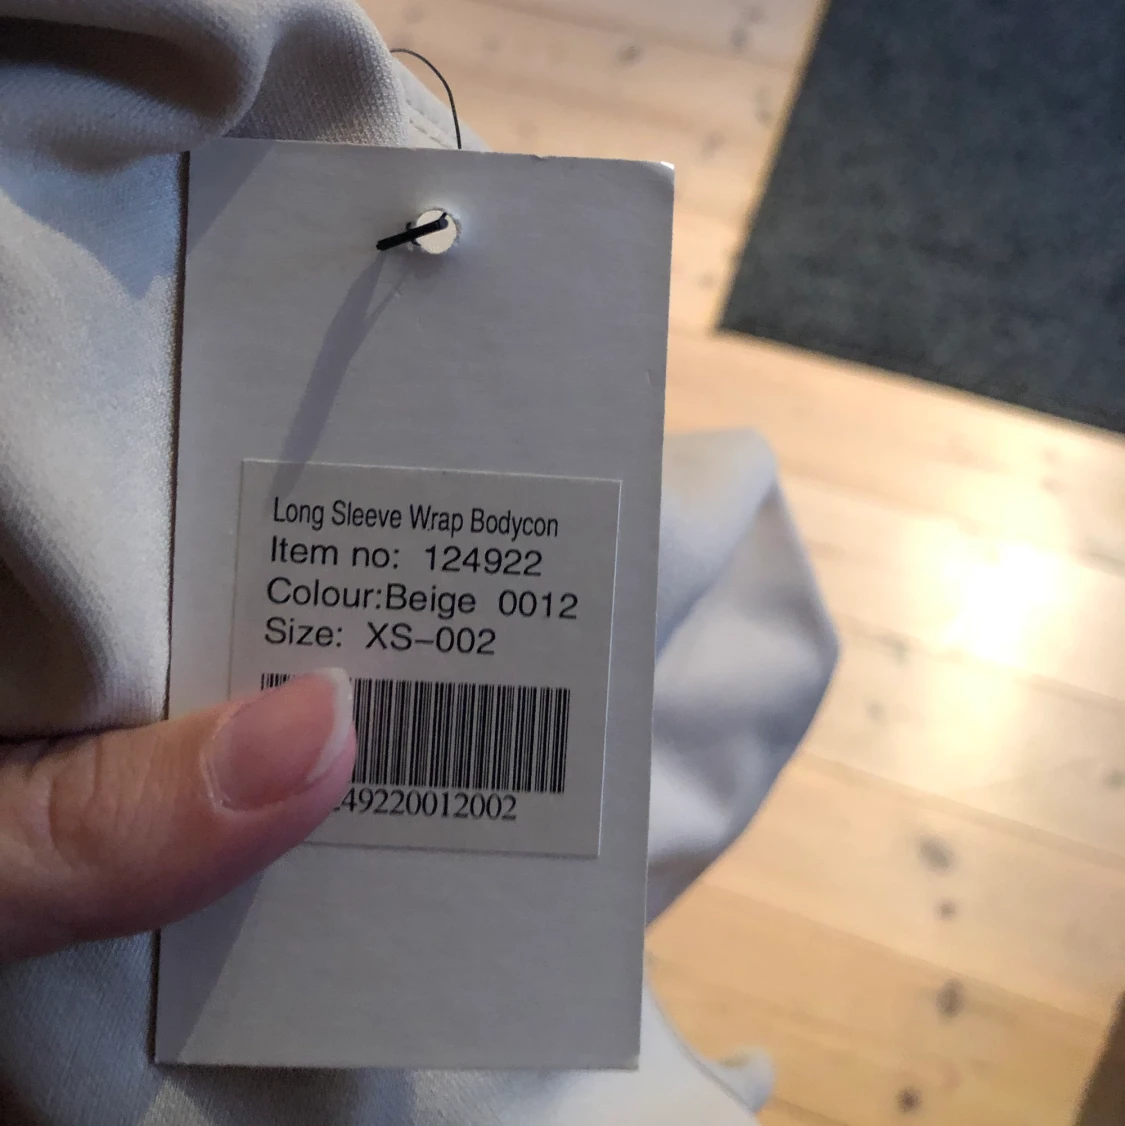 Long Sleeve Wrap Bodycon
Item no: 124922
Colour:Beige 0012
Size: XS-002
49220012002